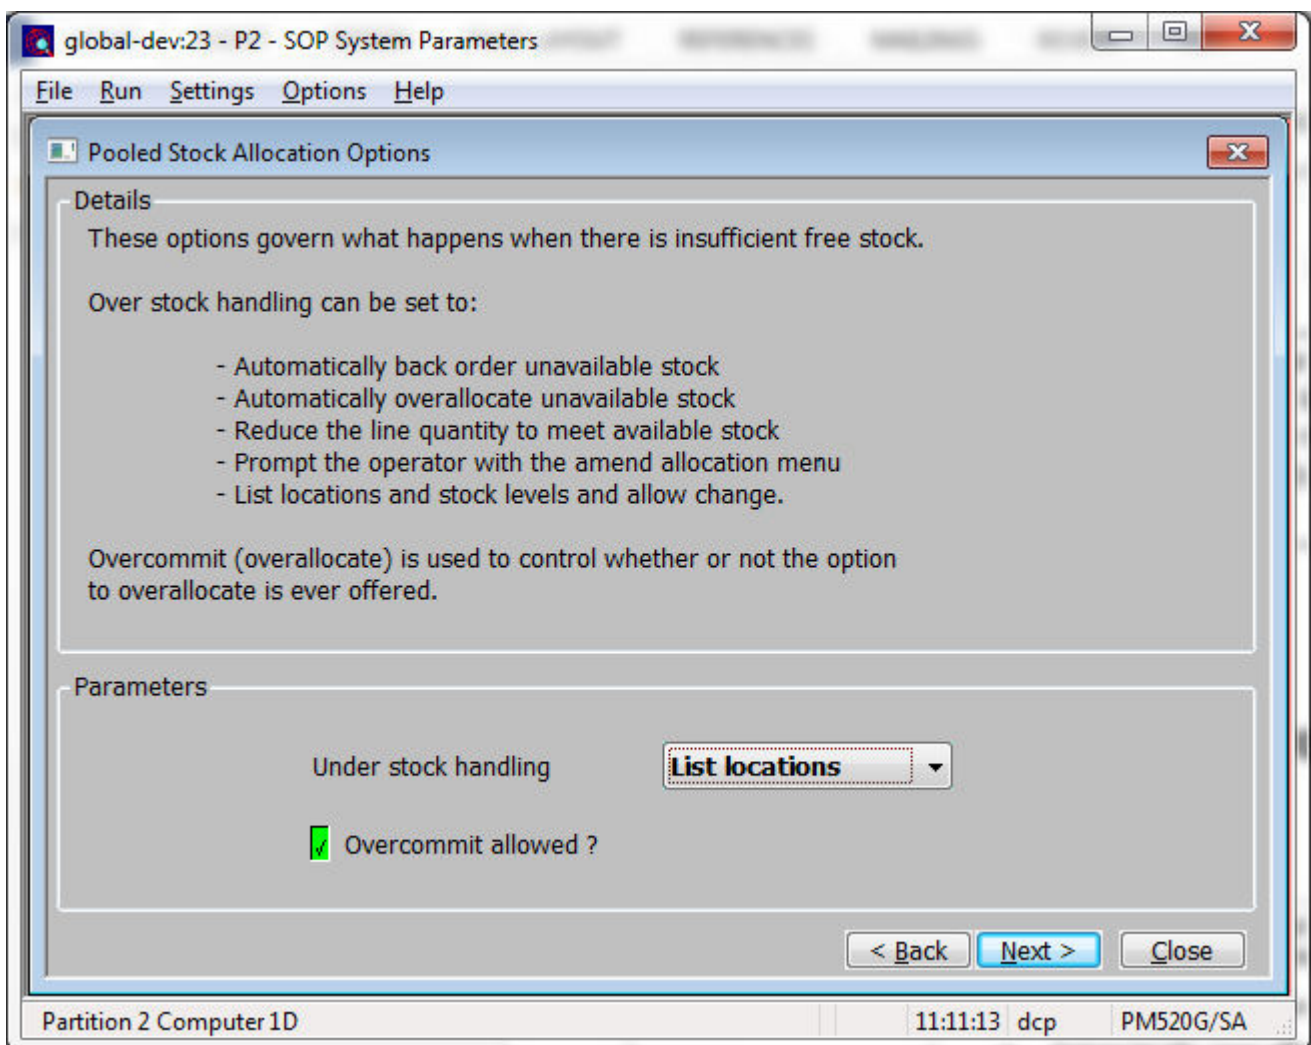 global-dev:23 - P2 - SOP System Parameters
File Run Settings Options Help
Pooled Stock Allocation Options
Details
These options govern what happens when there is insufficient free stock.
Over stock handling can be set to:
- Automatically back order unavailable stock
- Automatically overallocate unavailable stock
- Reduce the line quantity to meet available stock
- Prompt the operator with the amend allocation menu
- List locations and stock levels and allow change.
Overcommit (overallocate) is used to control whether or not the option
to overallocate is ever offered.
Parameters
Under stock handling List locations
Overcommit allowed ?
< Back Next > Close
Partition 2 Computer 1D 11:11:13 dcp PM520G/SA